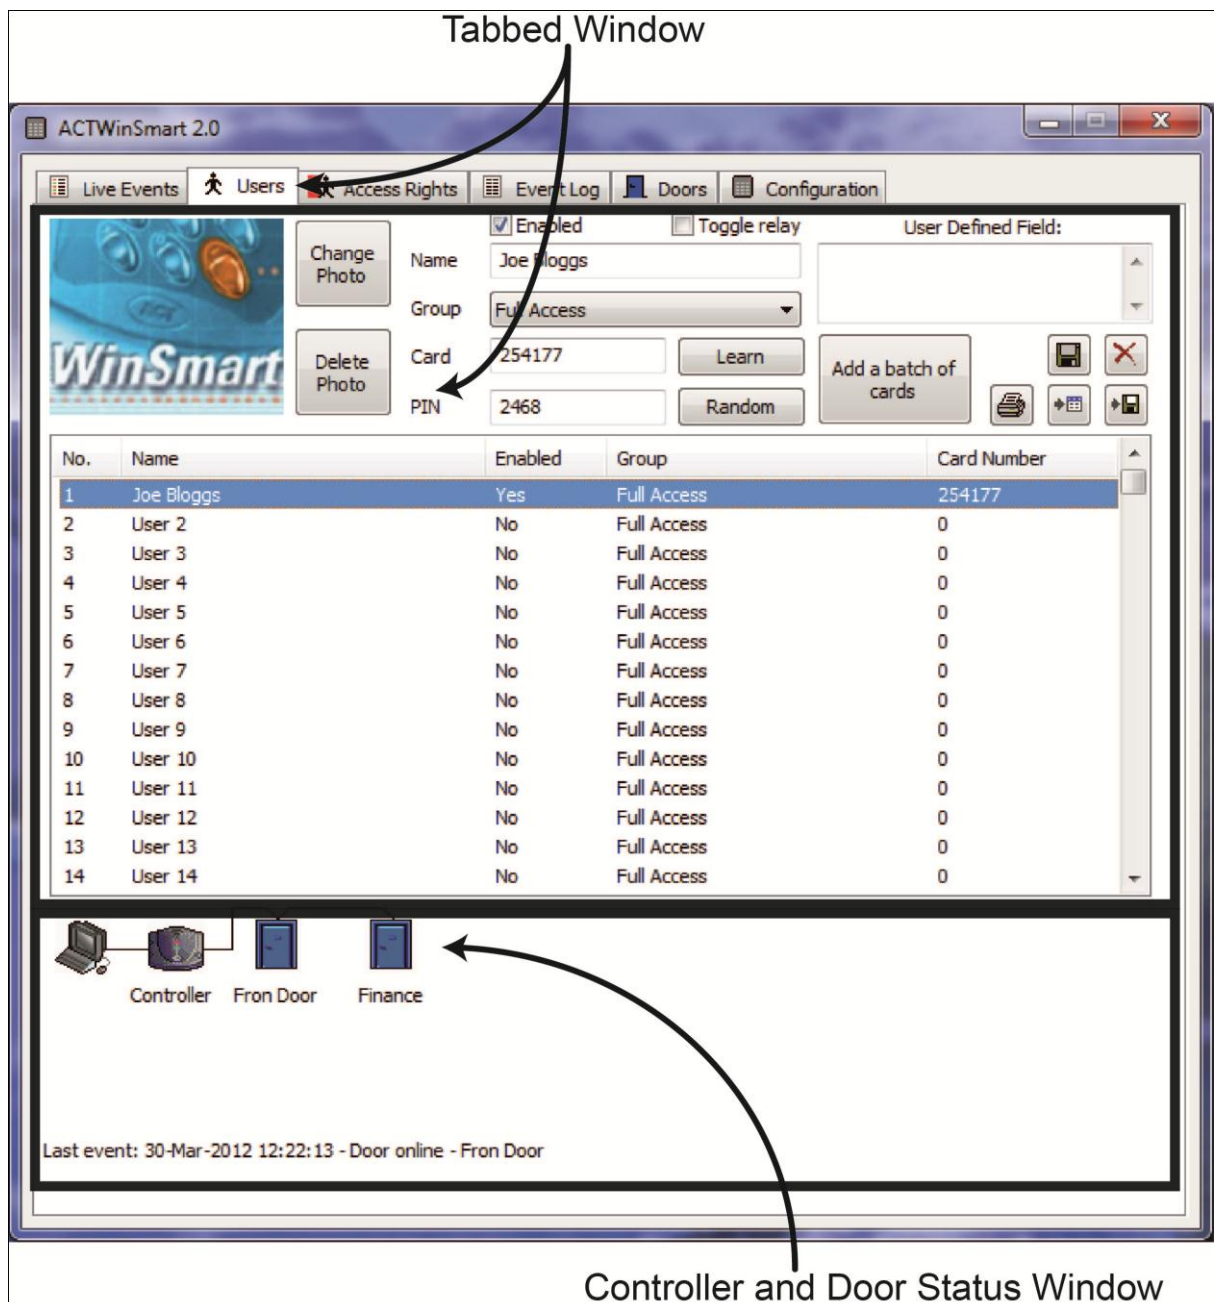 Tabbed Window
ACTWinSmart 2.0
Live Events Users Access Rights Event Log Doors Configuration
Enabled Toggle relay User Defined Field:
Change Photo
Name Joe Bloggs
Group Full Access
WinSmart
Delete Photo
Card 254177 Learn
Add a batch of cards
PIN 2468 Random
No. Name Enabled Group Card Number
1 Joe Bloggs Yes Full Access 254177
2 User 2 No Full Access 0
3 User 3 No Full Access 0
4 User 4 No Full Access 0
5 User 5 No Full Access 0
6 User 6 No Full Access 0
7 User 7 No Full Access 0
8 User 8 No Full Access 0
9 User 9 No Full Access 0
10 User 10 No Full Access 0
11 User 11 No Full Access 0
12 User 12 No Full Access 0
13 User 13 No Full Access 0
14 User 14 No Full Access 0
Controller Fron Door Finance
Last event: 30-Mar-2012 12:22:13 - Door online - Fron Door
Controller and Door Status Window